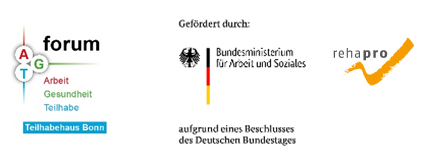 forum
A
G
T
Arbeit
Gesundheit
Teilhabe
Teilhabehaus Bonn
Gefördert durch:
Bundesministerium
für Arbeit und Soziales
aufgrund eines Beschlusses
des Deutschen Bundestages
rehapro